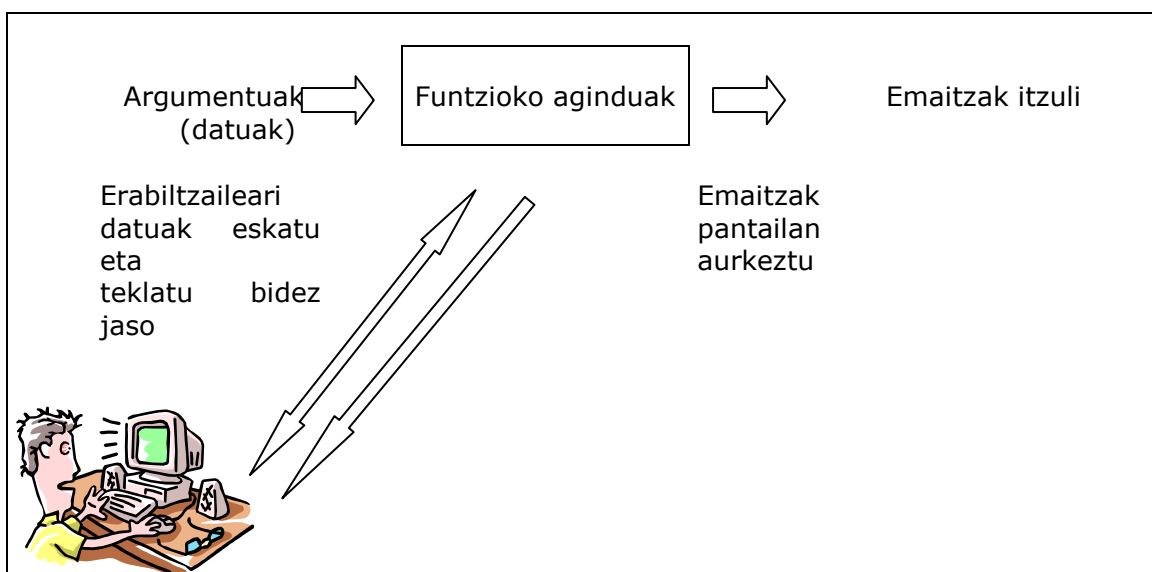 Argumentuak
(datuak)
Funtzioko aginduak
Emaitzak itzuli
Erabiltzaileari
datuak eskatu
eta
teklatu bidez
jaso
Emaitzak
pantailan
aurkeztu